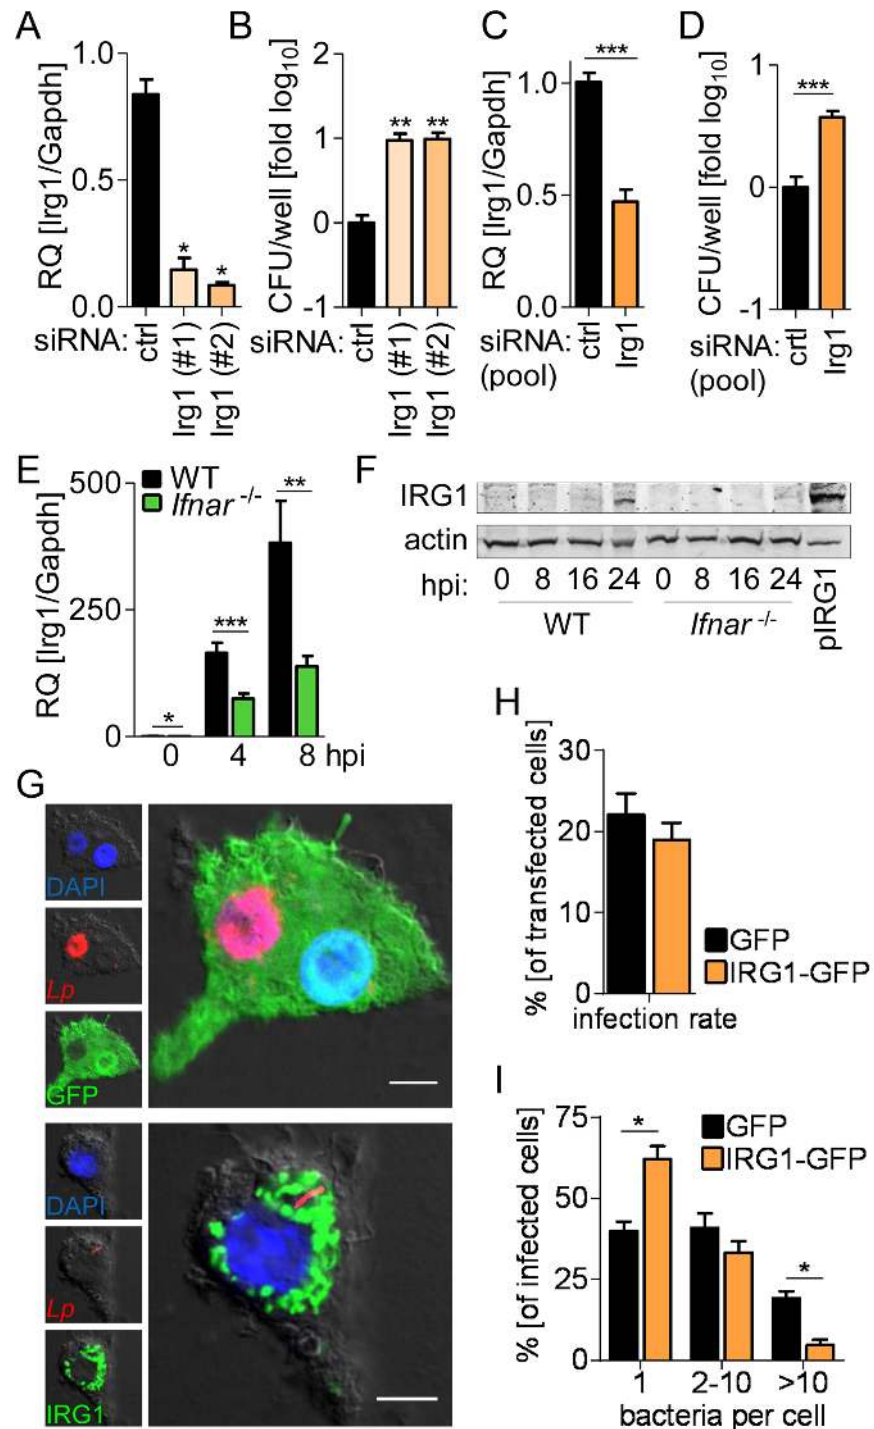 A
RQ [Irg1/Gapdh]
1.0
0.5
0.0
*
*
siRNA:
ctrl
Irg1 (#1)
Irg1 (#2)
B
CFU/well [fold log10]
2
1
0
-1
**
**
siRNA:
ctrl
Irg1 (#1)
Irg1 (#2)
C
RQ [Irg1/Gapdh]
1.0
0.5
0.0
***
siRNA:
(pool)
ctrl
Irg1
D
CFU/well [fold log10]
1
0
-1
***
siRNA:
(pool)
crtl
Irg1
E
RQ [Irg1/Gapdh]
500
250
0
WT
Ifnar -/-
*
***
**
0 4 8 hpi
F
IRG1
actin
hpi: 0 8 16 24 0 8 16 24
WT Ifnar -/-
pIRG1
G
DAPI
Lp
GFP
DAPI
Lp
IRG1
H
% [of transfected cells]
30
20
10
0
GFP
IRG1-GFP
infection rate
I
% [of infected cells]
75
50
25
0
*
*
GFP
IRG1-GFP
1 2-10 >10
bacteria per cell